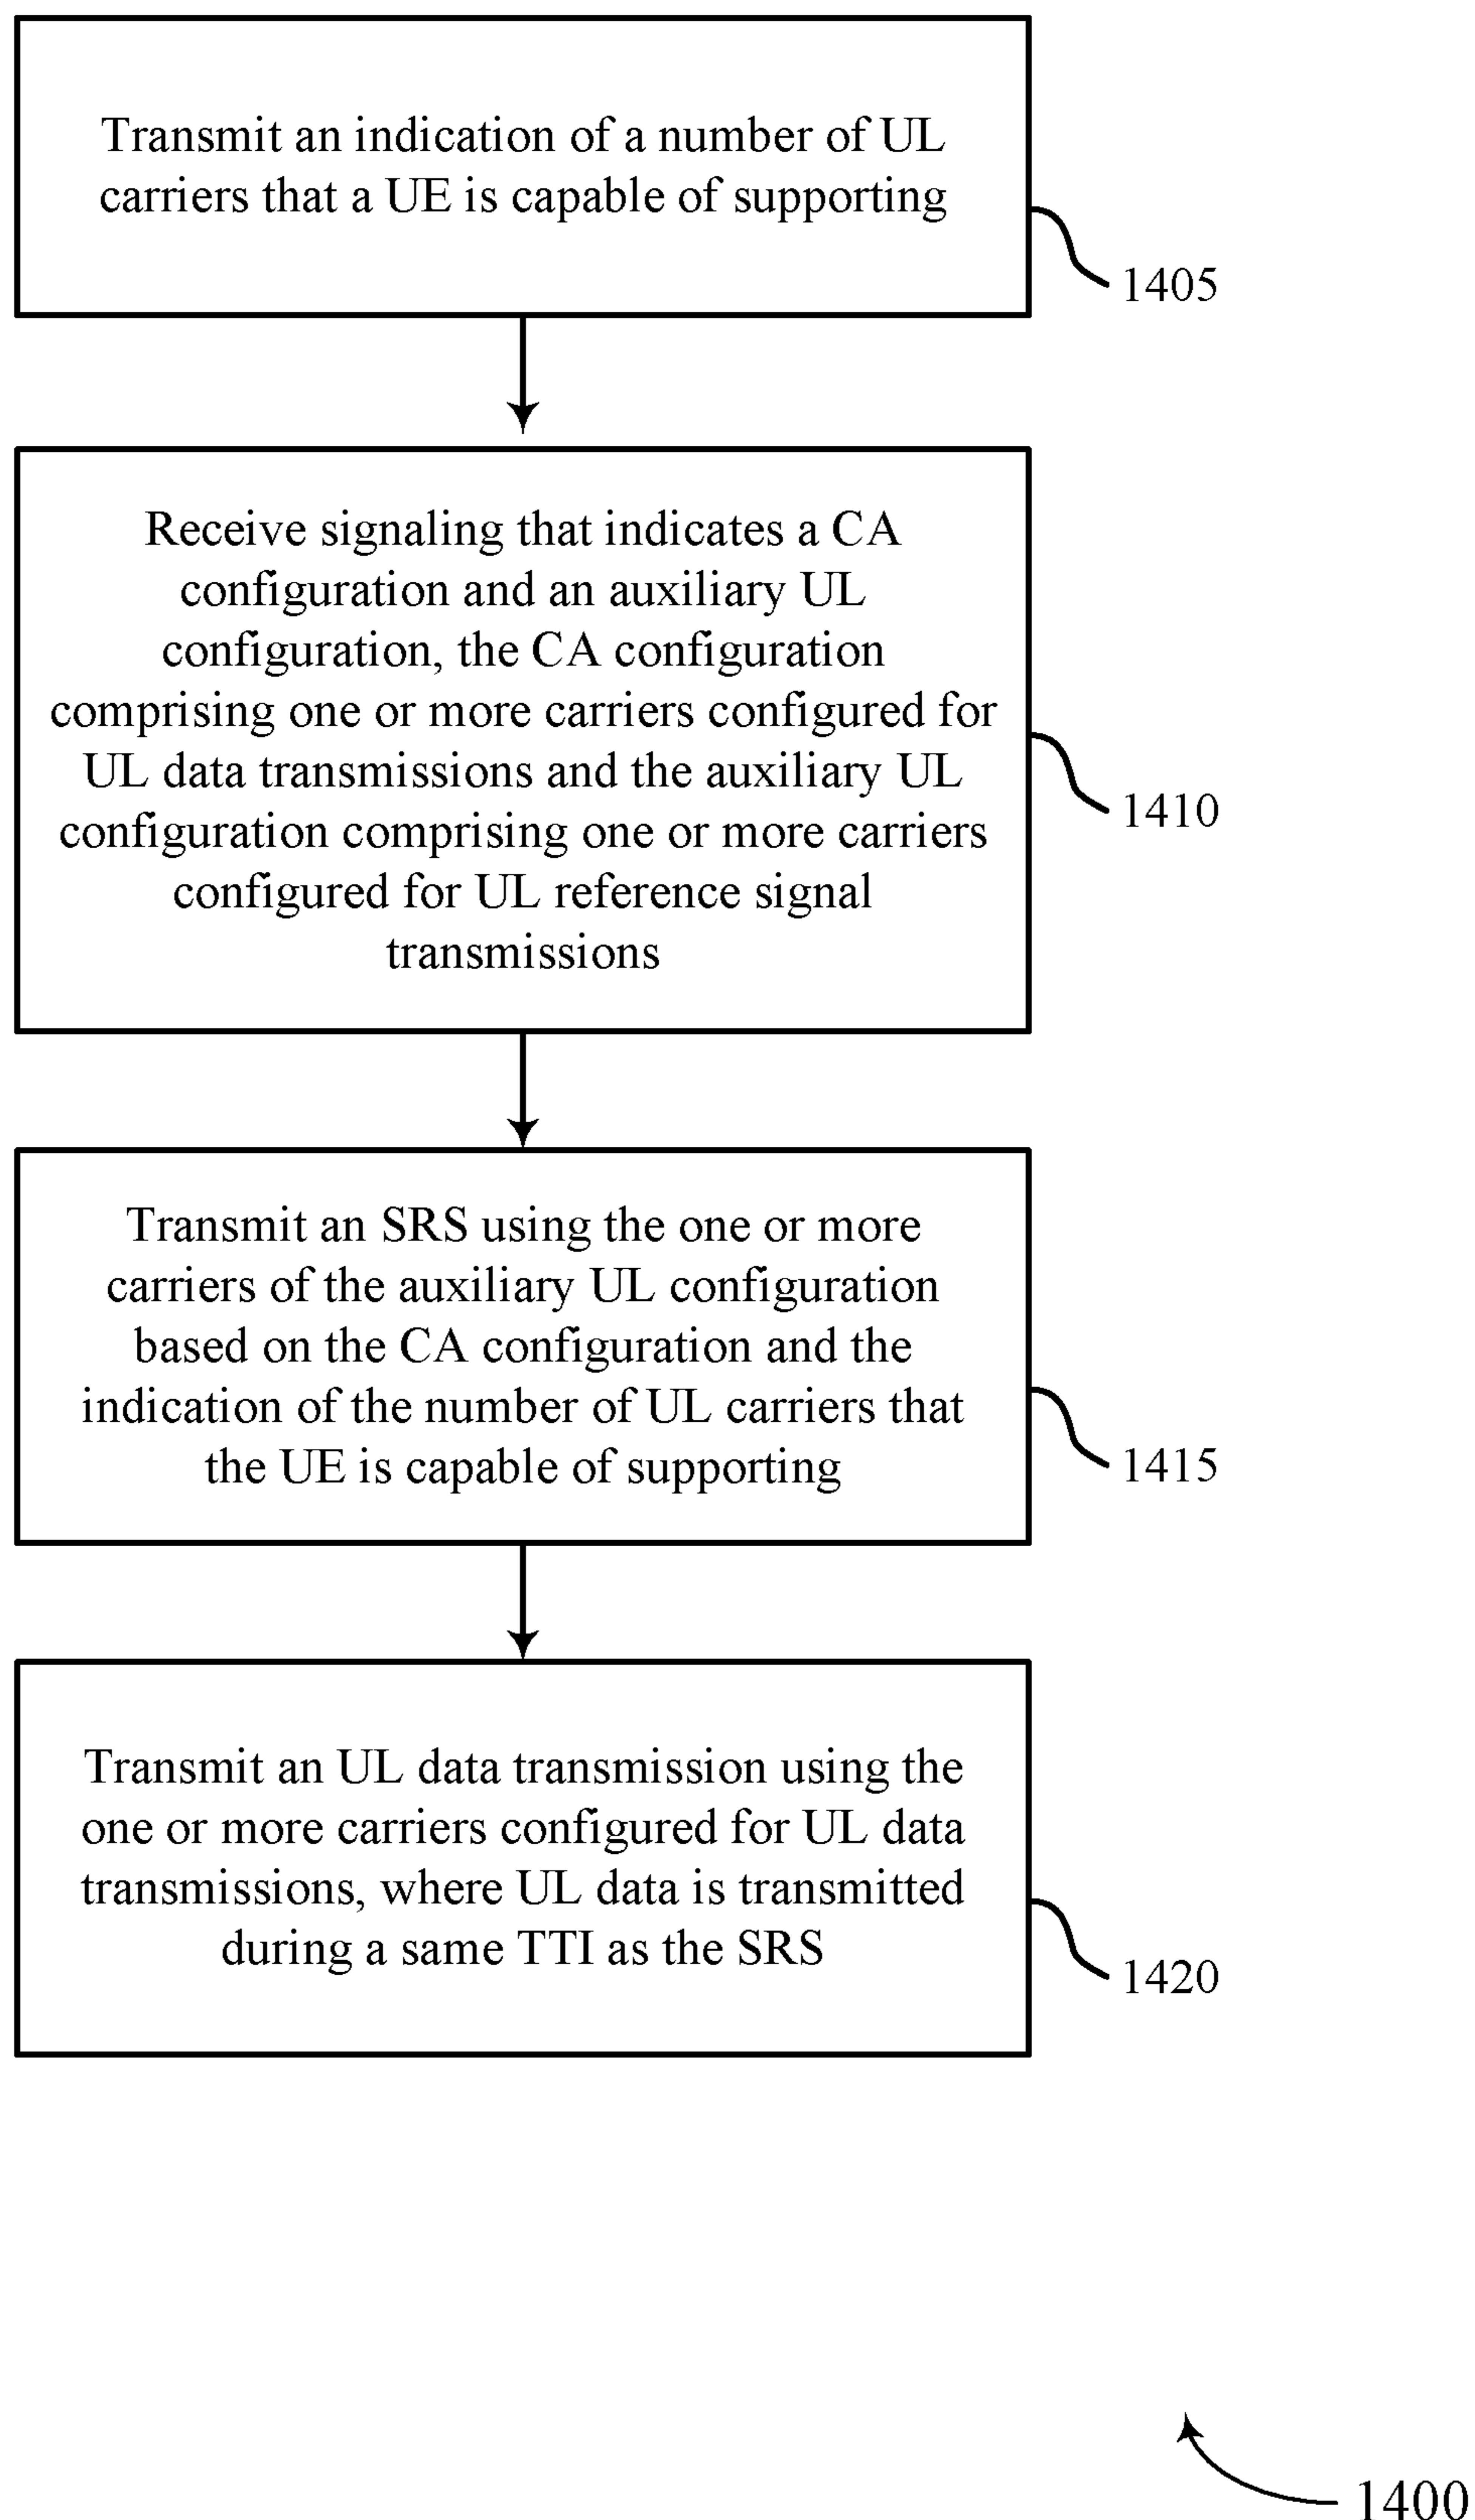 Transmit an indication of a number of UL
carriers that a UE is capable of supporting
1405
Receive signaling that indicates a CA
configuration and an auxiliary UL
configuration, the CA configuration
comprising one or more carriers configured for
UL data transmissions and the auxiliary UL
configuration comprising one or more carriers
configured for UL reference signal
transmissions
1410
Transmit an SRS using the one or more
carriers of the auxiliary UL configuration
based on the CA configuration and the
indication of the number of UL carriers that
the UE is capable of supporting
1415
Transmit an UL data transmission using the
one or more carriers configured for UL data
transmissions, where UL data is transmitted
during a same TTI as the SRS
1420
1400